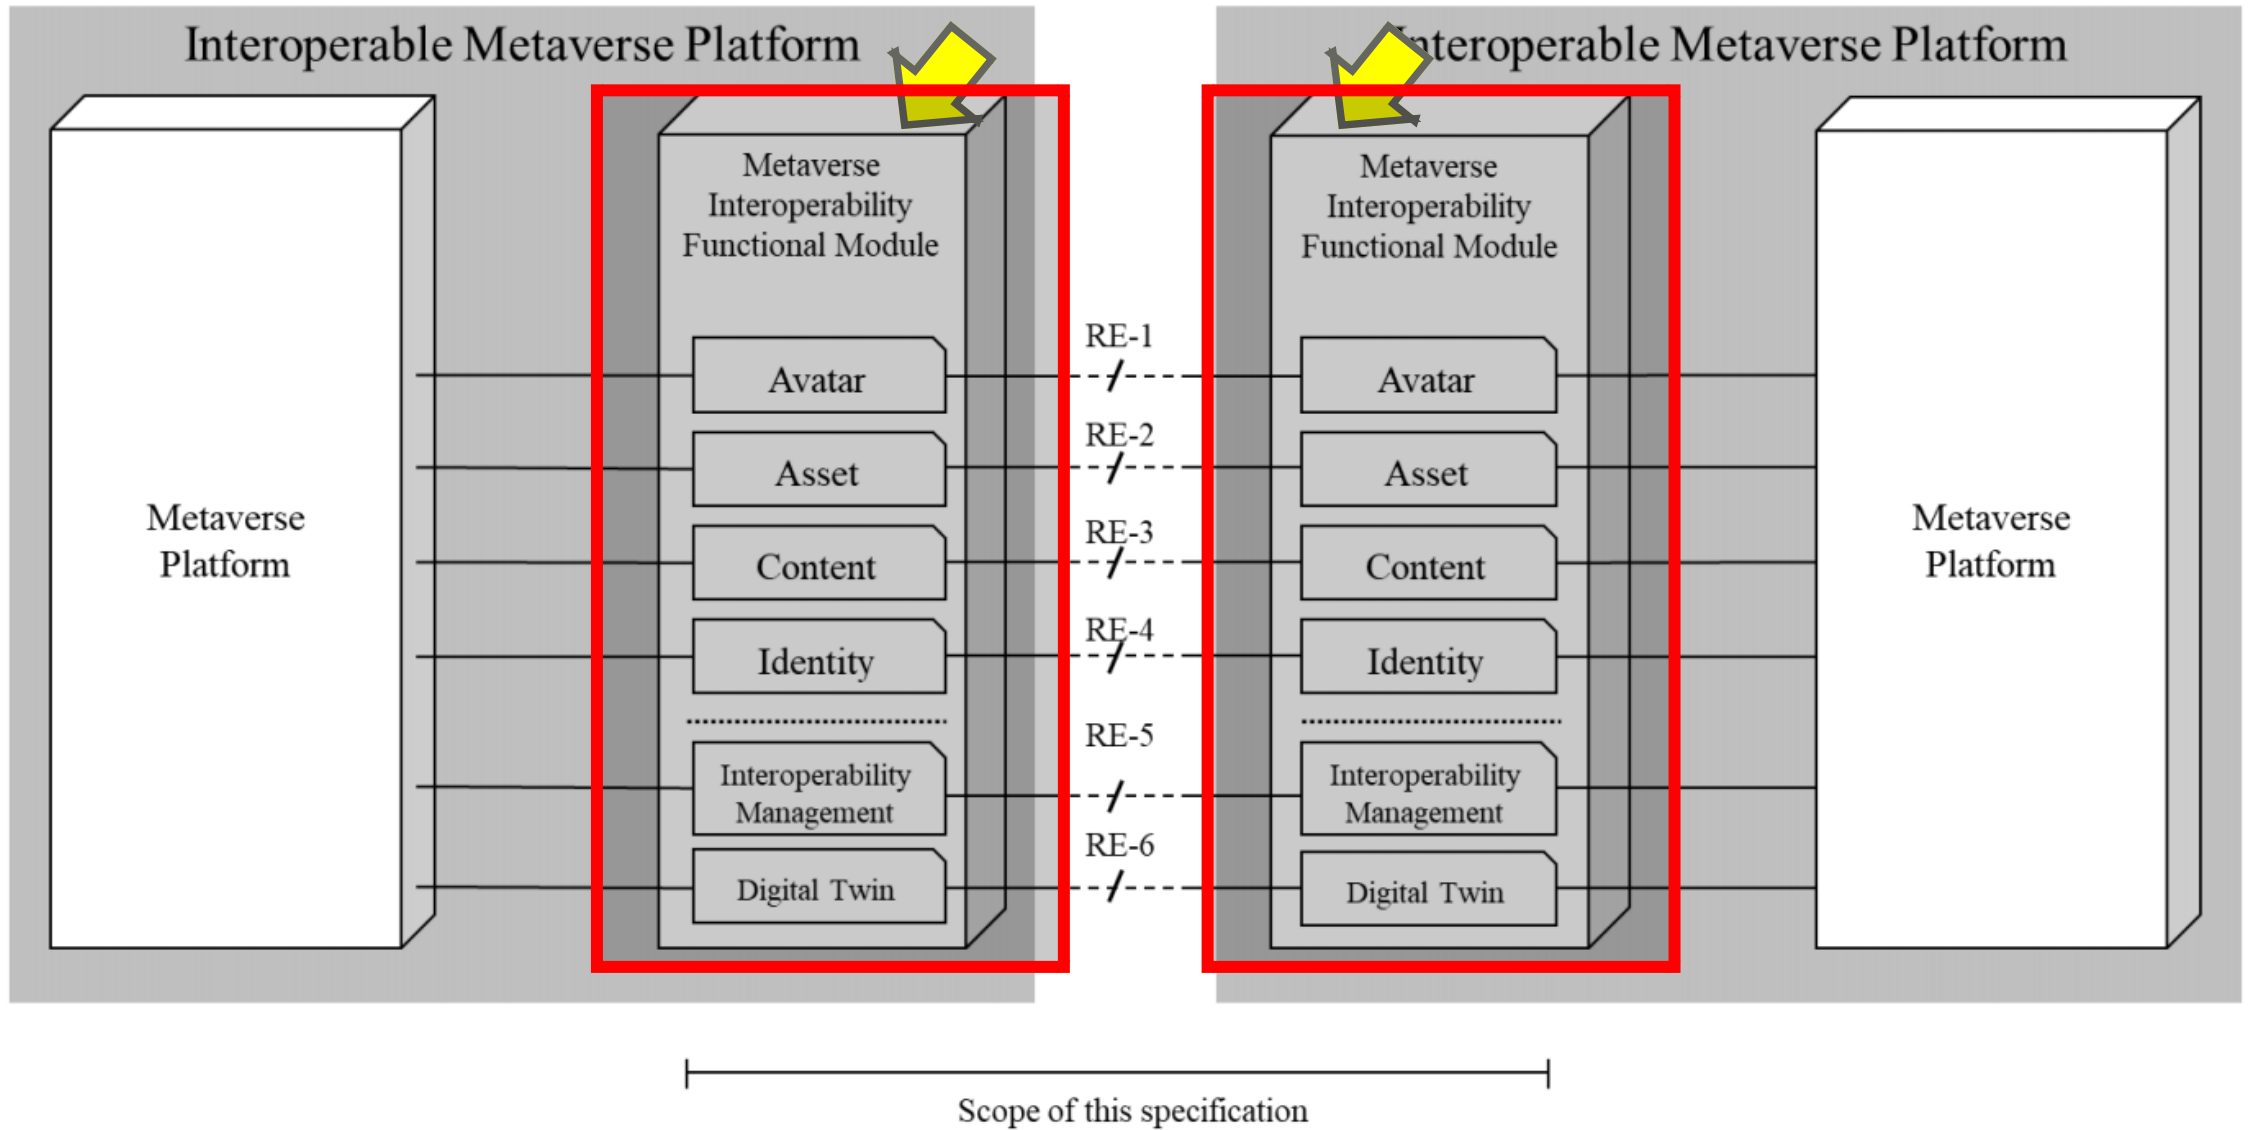 Interoperable Metaverse Platform
Metaverse
Platform
Metaverse
Interoperability
Functional Module
Avatar
Asset
Content
Identity
Interoperability
Management
Digital Twin
RE-1
RE-2
RE-3
RE-4
RE-5
RE-6
Interoperable Metaverse Platform
Metaverse
Interoperability
Functional Module
Avatar
Asset
Content
Identity
Interoperability
Management
Digital Twin
Metaverse
Platform
Scope of this specification